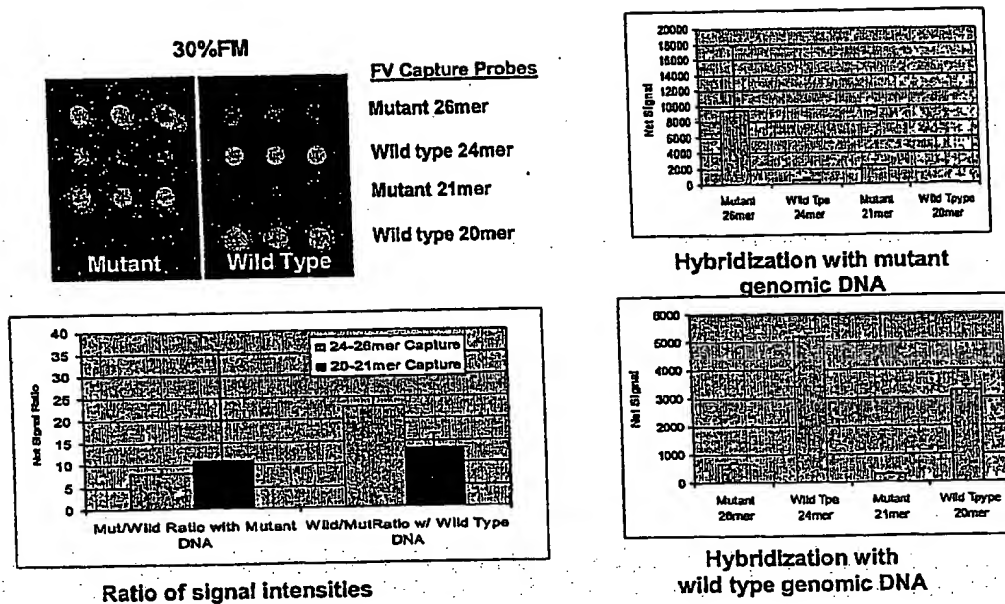 30%FM
FV Capture Probes
Mutant 26mer
Wild type 24mer
Mutant 21mer
Wild type 20mer
Mutant
Wild Type
20000
18000
16000
14000
12000
10000
8000
6000
4000
2000
0
Net Signal
Mutant
26mer
Wild Tpe
24mer
Mutant
21mer
Wild Tpype
20mer
Hybridization with mutant
genomic DNA
40
35
30
25
20
15
10
5
0
Net Signal Ratio
24-26mer Capture
20-21mer Capture
Mut/Wild Ratio with Mutant
DNA
Wild/MutRatio w/ Wild Type
DNA
Ratio of signal intensities
6000
5000
4000
3000
2000
1000
0
Net Signal
Mutant
26mer
Wild Tpe
24mer
Mutant
21mer
Wild Tpype
20mer
Hybridization with
wild type genomic DNA